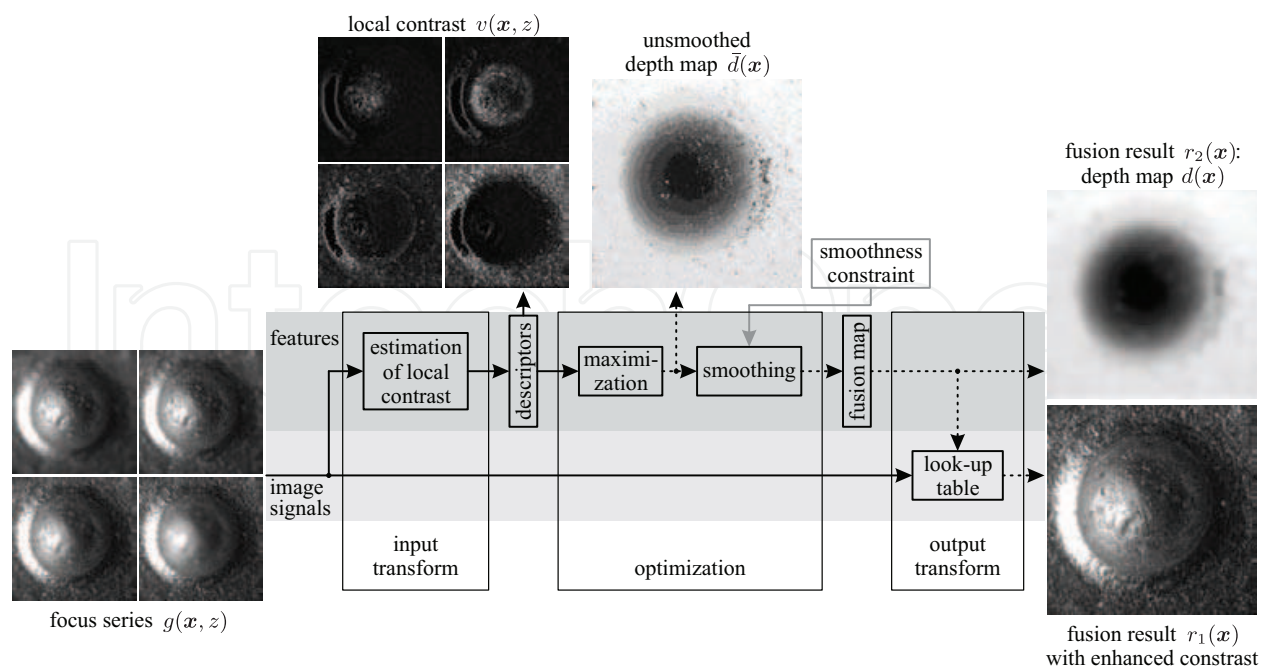 local contrast v(x, z)
unsmoothed
depth map d̄(x)
fusion result r₂(x):
depth map d(x)
smoothness
constraint
features
estimation
of local
contrast
descriptors
maximi-
zation
smoothing
fusion map
look-up
table
image
signals
input
transform
optimization
output
transform
focus series g(x, z)
fusion result r₁(x)
with enhanced constrast